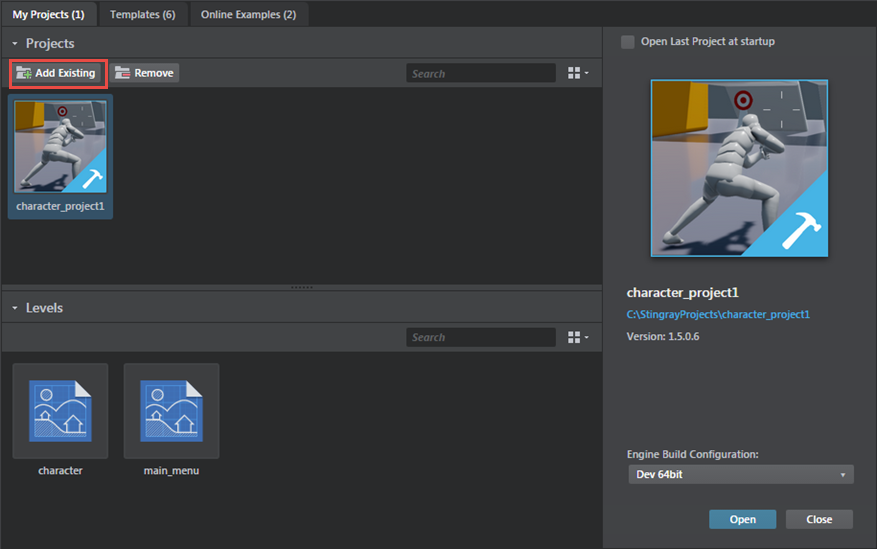 My Projects (1)
Templates (6)
Online Examples (2)
Projects
Add Existing
Remove
Search
character_project1
Levels
Search
character
main_menu
Open Last Project at startup
character_project1
C:\StingrayProjects\character_project1
Version: 1.5.0.6
Engine Build Configuration:
Dev 64bit
Open
Close